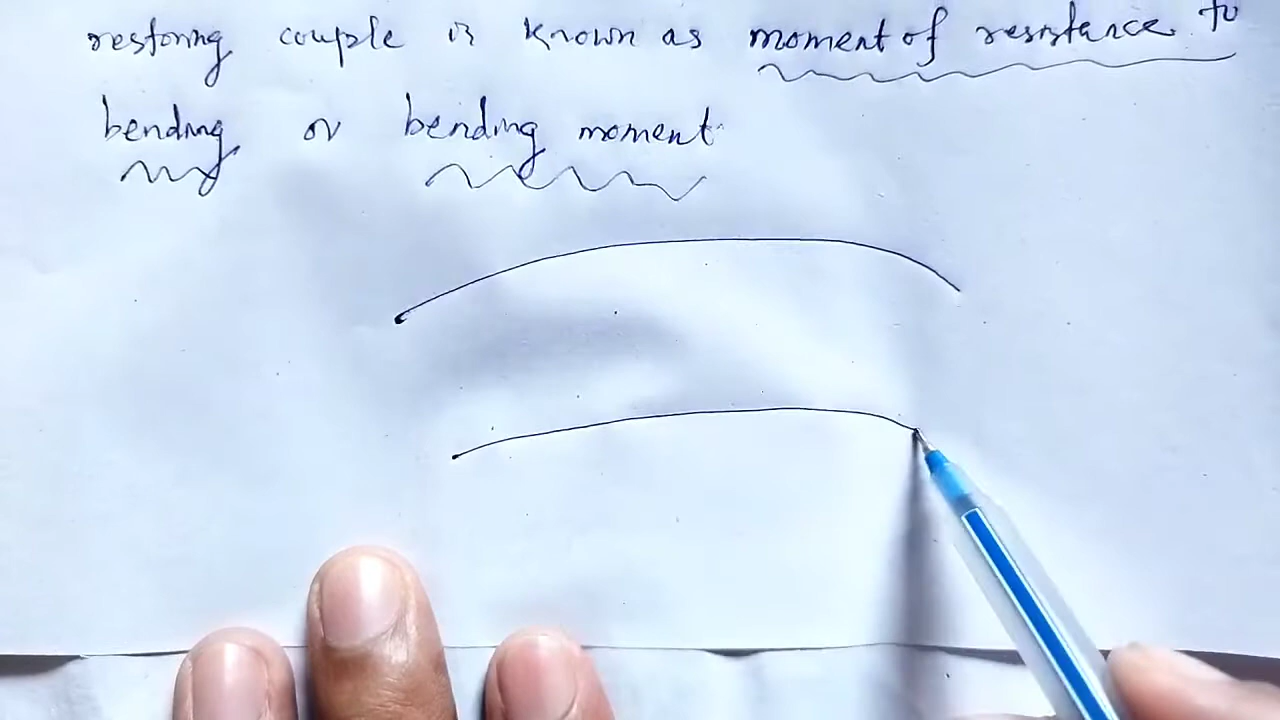 restoring couple is known as moment of resistance to
bending or bending moment.